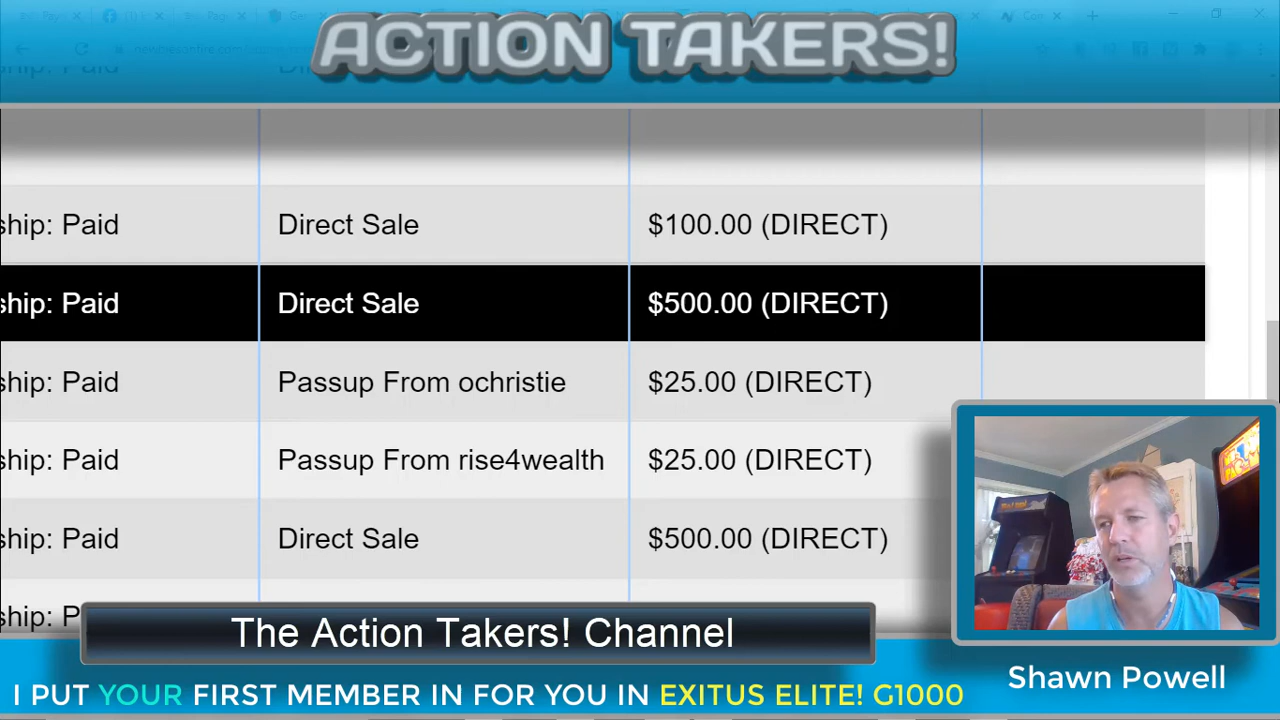 ACTION TAKERS!
ship: Paid Direct Sale $100.00 (DIRECT)
ship: Paid Direct Sale $500.00 (DIRECT)
ship: Paid Passup From ochristie $25.00 (DIRECT)
ship: Paid Passup From rise4wealth $25.00 (DIRECT)
ship: Paid Direct Sale $500.00 (DIRECT)
ship:
The Action Takers! Channel
Shawn Powell
I PUT YOUR FIRST MEMBER IN FOR YOU IN EXITUS ELITE! G1000